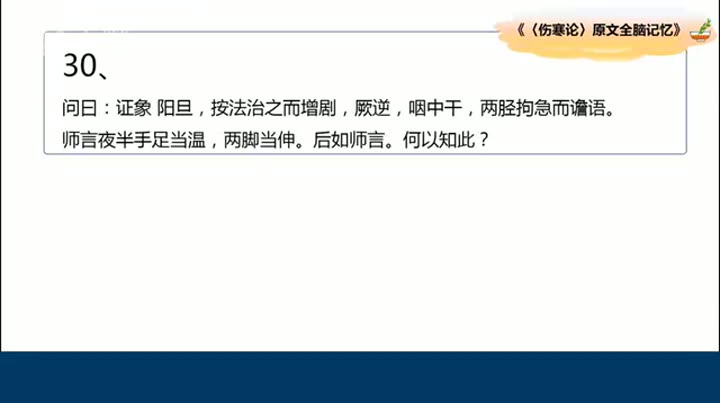 《〈伤寒论〉原文全脑记忆》
30、
问曰：证象 阳旦，按法治之而增剧，厥逆，咽中干，两胫拘急而谵语。
师言夜半手足当温，两脚当伸。后如师言。何以知此？